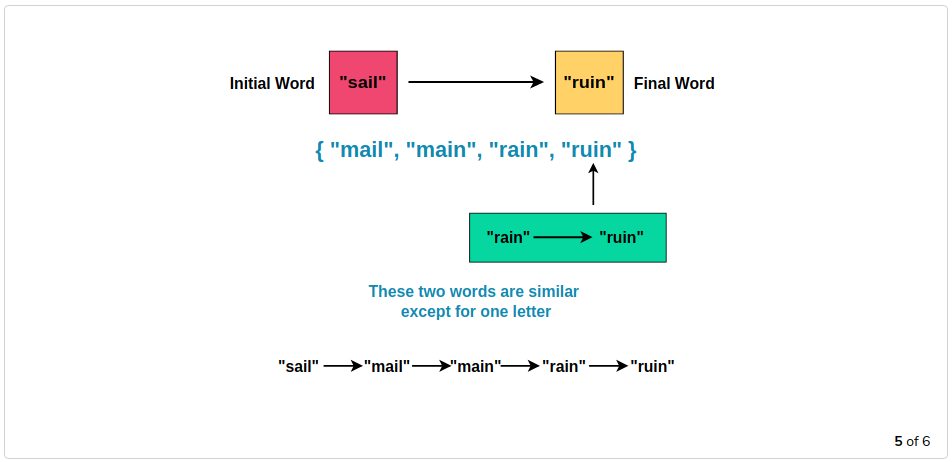 Initial Word "sail" "ruin" Final Word
{ "mail", "main", "rain", "ruin" }
"rain" "ruin"
These two words are similar
except for one letter
"sail" "mail" "main" "rain" "ruin"
5 of 6